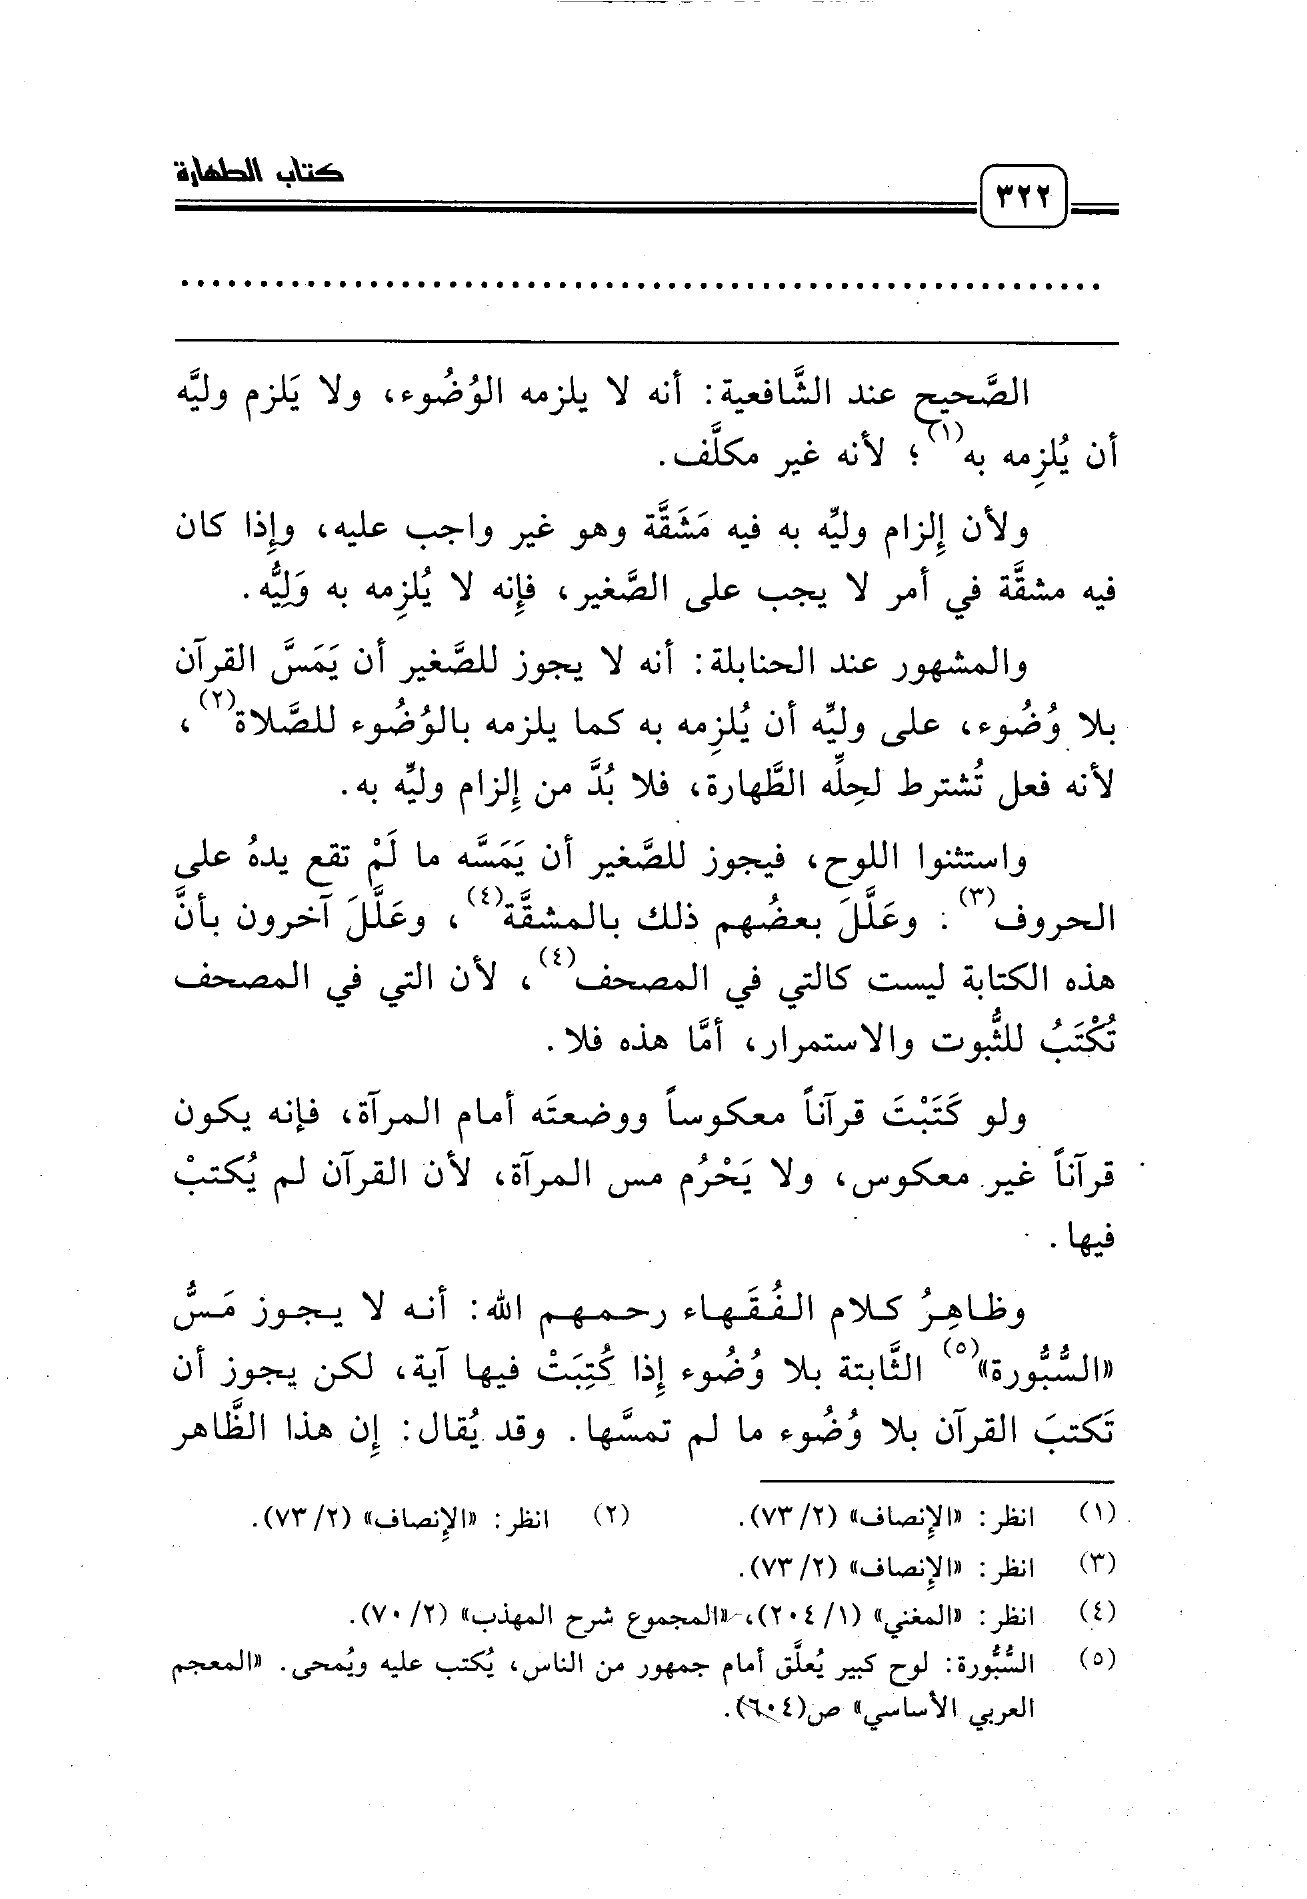 كتاب الطهارة
٣٢٢
الصَّحيح عند الشَّافعية: أنه لا يلزمه الوُضُوء، ولا يَلزم وليَّه
أن يُلزِمه به(١)؛ لأنه غير مكلَّف.
ولأن إلزام وليِّه به فيه مَشَقَّة وهو غير واجب عليه، وإذا كان
فيه مشقَّة في أمر لا يجب على الصَّغير، فإنه لا يُلزِمه به وَلِيُّه.
والمشهور عند الحنابلة: أنه لا يجوز للصَّغير أن يَمَسَّ القرآن
بلا وُضُوء، على وليِّه أن يُلزِمه به كما يلزمه بالوُضُوء للصَّلاة(٢)،
لأنه فعل تُشترط لحِلِّه الطَّهارة، فلا بُدَّ من إلزام وليِّه به.
واستثنوا اللوح، فيجوز للصَّغير أن يَمَسَّه ما لَمْ تقع يدهُ على
الحروف(٣). وعَلَّلَ بعضُهم ذلك بالمشقَّة(٤)، وعَلَّلَ آخرون بأنَّ
هذه الكتابة ليست كالتي في المصحف(٤)، لأن التي في المصحف
تُكْتَبُ للثُّبوت والاستمرار، أمَّا هذه فلا.
ولو كَتَبْتَ قرآناً معكوساً ووضعتَه أمام المرآة، فإنه يكون
قرآناً غير معكوس، ولا يَحْرُم مس المرآة، لأن القرآن لم يُكتبْ
فيها.
وظاهِرُ كلام الفُقَهاء رحمهم الله: أنه لا يجوز مَسُّ
«السُّبُّورة»(٥) الثَّابتة بلا وُضُوء إذا كُتِبَتْ فيها آية، لكن يجوز أن
تَكتبَ القرآن بلا وُضُوء ما لم تمسَّها. وقد يُقال: إن هذا الظَّاهر
(١) انظر: «الإنصاف» (٢/ ٧٣). (٢) انظر: «الإنصاف» (٢/ ٧٣).
(٣) انظر: «الإنصاف» (٢/ ٧٣).
(٤) انظر: «المغني» (١/ ٢٠٤)، «المجموع شرح المهذب» (٢/ ٧٠).
(٥) السُّبُّورة: لوح كبير يُعلَّق أمام جمهور من الناس، يُكتب عليه ويُمحى. «المعجم
العربي الأساسي» ص(٦٠٤).